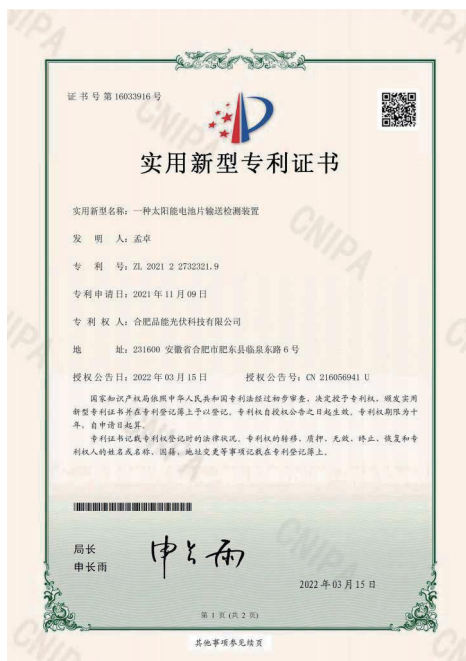 证书号第16033916号
实用新型专利证书
实用新型名称：一种太阳能电池片输送检测装置
发 明 人：孟卓
专 利 号：ZL 2021 2 2732321.9
专利申请日：2021年11月09日
专 利 权 人：合肥品能光伏科技有限公司
地 址：231600 安徽省合肥市肥东县临泉东路6号
授权公告日：2022年03月15日 授权公告号：CN 216056941 U
国家知识产权局依照中华人民共和国专利法经过初步审查，决定授予专利权，颁发实用
新型专利证书并在专利登记簿上予以登记。专利权自授权公告之日起生效。专利权期限为十
年，自申请日起算。
专利证书记载专利权登记时的法律状况。专利权的转移、质押、无效、终止、恢复和专
利权人的姓名或名称、国籍、地址变更等事项记载在专利登记簿上。
局长
申长雨
申长雨
2022年03月15日
第 1 页 (共 2 页)
其他事项参见续页
CNIPA
CNIPA
CNIPA
CNIPA
CNIPA